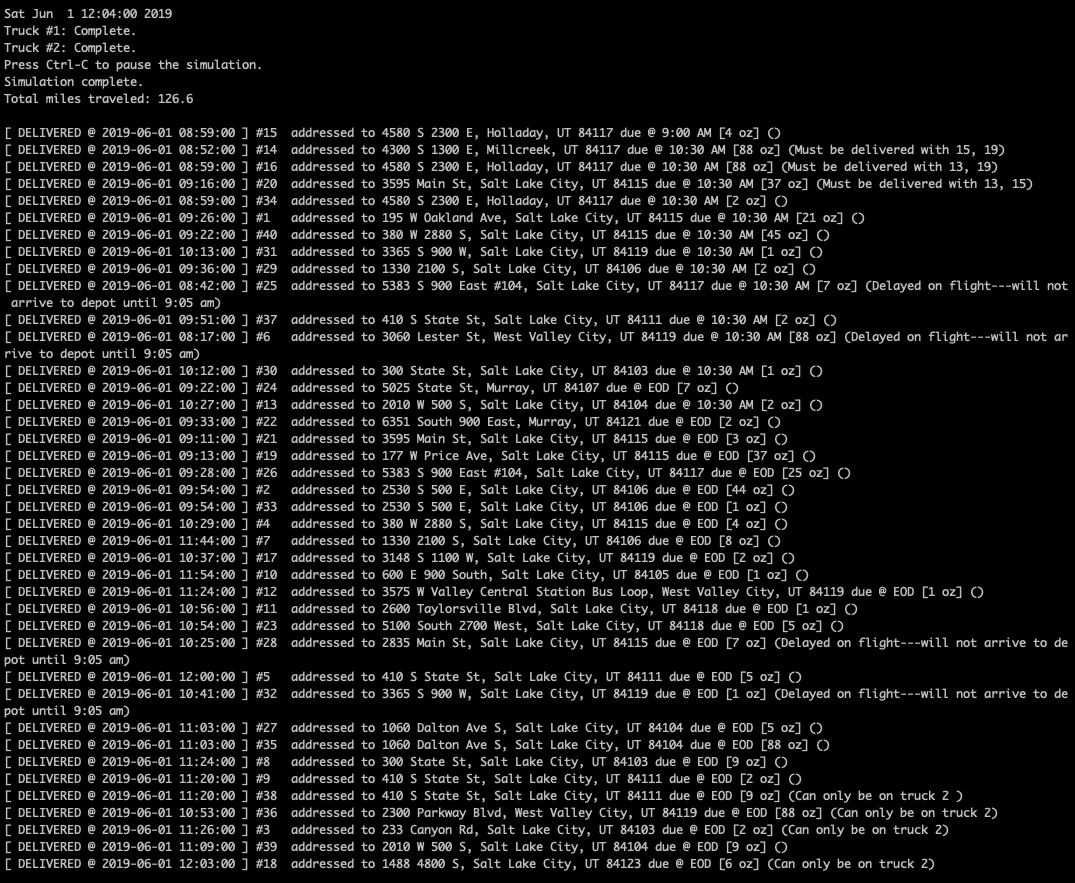 Sat Jun  1 12:04:00 2019
Truck #1: Complete.
Truck #2: Complete.
Press Ctrl-C to pause the simulation.
Simulation complete.
Total miles traveled: 126.6

[ DELIVERED @ 2019-06-01 08:59:00 ] #15  addressed to 4580 S 2300 E, Holladay, UT 84117 due @ 9:00 AM [4 oz] ()
[ DELIVERED @ 2019-06-01 08:52:00 ] #14  addressed to 4300 S 1300 E, Millcreek, UT 84117 due @ 10:30 AM [88 oz] (Must be delivered with 15, 19)
[ DELIVERED @ 2019-06-01 08:59:00 ] #16  addressed to 4580 S 2300 E, Holladay, UT 84117 due @ 10:30 AM [88 oz] (Must be delivered with 13, 19)
[ DELIVERED @ 2019-06-01 09:16:00 ] #20  addressed to 3595 Main St, Salt Lake City, UT 84115 due @ 10:30 AM [37 oz] (Must be delivered with 13, 15)
[ DELIVERED @ 2019-06-01 08:59:00 ] #34  addressed to 4580 S 2300 E, Holladay, UT 84117 due @ 10:30 AM [2 oz] ()
[ DELIVERED @ 2019-06-01 09:26:00 ] #1   addressed to 195 W Oakland Ave, Salt Lake City, UT 84115 due @ 10:30 AM [21 oz] ()
[ DELIVERED @ 2019-06-01 09:22:00 ] #40  addressed to 380 W 2880 S, Salt Lake City, UT 84115 due @ 10:30 AM [45 oz] ()
[ DELIVERED @ 2019-06-01 10:13:00 ] #31  addressed to 3365 S 900 W, Salt Lake City, UT 84119 due @ 10:30 AM [1 oz] ()
[ DELIVERED @ 2019-06-01 09:36:00 ] #29  addressed to 1330 2100 S, Salt Lake City, UT 84106 due @ 10:30 AM [2 oz] ()
[ DELIVERED @ 2019-06-01 08:42:00 ] #25  addressed to 5383 S 900 East #104, Salt Lake City, UT 84117 due @ 10:30 AM [7 oz] (Delayed on flight---will not
 arrive to depot until 9:05 am)
[ DELIVERED @ 2019-06-01 09:51:00 ] #37  addressed to 410 S State St, Salt Lake City, UT 84111 due @ 10:30 AM [2 oz] ()
[ DELIVERED @ 2019-06-01 08:17:00 ] #6   addressed to 3060 Lester St, West Valley City, UT 84119 due @ 10:30 AM [88 oz] (Delayed on flight---will not ar
rive to depot until 9:05 am)
[ DELIVERED @ 2019-06-01 10:12:00 ] #30  addressed to 300 State St, Salt Lake City, UT 84103 due @ 10:30 AM [1 oz] ()
[ DELIVERED @ 2019-06-01 09:22:00 ] #24  addressed to 5025 State St, Murray, UT 84107 due @ EOD [7 oz] ()
[ DELIVERED @ 2019-06-01 10:27:00 ] #13  addressed to 2010 W 500 S, Salt Lake City, UT 84104 due @ 10:30 AM [2 oz] ()
[ DELIVERED @ 2019-06-01 09:33:00 ] #22  addressed to 6351 South 900 East, Murray, UT 84121 due @ EOD [2 oz] ()
[ DELIVERED @ 2019-06-01 09:11:00 ] #21  addressed to 3595 Main St, Salt Lake City, UT 84115 due @ EOD [3 oz] ()
[ DELIVERED @ 2019-06-01 09:13:00 ] #19  addressed to 177 W Price Ave, Salt Lake City, UT 84115 due @ EOD [37 oz] ()
[ DELIVERED @ 2019-06-01 09:28:00 ] #26  addressed to 5383 S 900 East #104, Salt Lake City, UT 84117 due @ EOD [25 oz] ()
[ DELIVERED @ 2019-06-01 09:54:00 ] #2   addressed to 2530 S 500 E, Salt Lake City, UT 84106 due @ EOD [44 oz] ()
[ DELIVERED @ 2019-06-01 09:54:00 ] #33  addressed to 2530 S 500 E, Salt Lake City, UT 84106 due @ EOD [1 oz] ()
[ DELIVERED @ 2019-06-01 10:29:00 ] #4   addressed to 380 W 2880 S, Salt Lake City, UT 84115 due @ EOD [4 oz] ()
[ DELIVERED @ 2019-06-01 11:44:00 ] #7   addressed to 1330 2100 S, Salt Lake City, UT 84106 due @ EOD [8 oz] ()
[ DELIVERED @ 2019-06-01 10:37:00 ] #17  addressed to 3148 S 1100 W, Salt Lake City, UT 84119 due @ EOD [2 oz] ()
[ DELIVERED @ 2019-06-01 11:54:00 ] #10  addressed to 600 E 900 South, Salt Lake City, UT 84105 due @ EOD [1 oz] ()
[ DELIVERED @ 2019-06-01 11:24:00 ] #12  addressed to 3575 W Valley Central Station Bus Loop, West Valley City, UT 84119 due @ EOD [1 oz] ()
[ DELIVERED @ 2019-06-01 10:56:00 ] #11  addressed to 2600 Taylorsville Blvd, Salt Lake City, UT 84118 due @ EOD [1 oz] ()
[ DELIVERED @ 2019-06-01 10:54:00 ] #23  addressed to 5100 South 2700 West, Salt Lake City, UT 84118 due @ EOD [5 oz] ()
[ DELIVERED @ 2019-06-01 10:25:00 ] #28  addressed to 2835 Main St, Salt Lake City, UT 84115 due @ EOD [7 oz] (Delayed on flight---will not arrive to de
pot until 9:05 am)
[ DELIVERED @ 2019-06-01 12:00:00 ] #5   addressed to 410 S State St, Salt Lake City, UT 84111 due @ EOD [5 oz] ()
[ DELIVERED @ 2019-06-01 10:41:00 ] #32  addressed to 3365 S 900 W, Salt Lake City, UT 84119 due @ EOD [1 oz] (Delayed on flight---will not arrive to de
pot until 9:05 am)
[ DELIVERED @ 2019-06-01 11:03:00 ] #27  addressed to 1060 Dalton Ave S, Salt Lake City, UT 84104 due @ EOD [5 oz] ()
[ DELIVERED @ 2019-06-01 11:03:00 ] #35  addressed to 1060 Dalton Ave S, Salt Lake City, UT 84104 due @ EOD [88 oz] ()
[ DELIVERED @ 2019-06-01 11:24:00 ] #8   addressed to 300 State St, Salt Lake City, UT 84103 due @ EOD [9 oz] ()
[ DELIVERED @ 2019-06-01 11:20:00 ] #9   addressed to 410 S State St, Salt Lake City, UT 84111 due @ EOD [2 oz] ()
[ DELIVERED @ 2019-06-01 11:20:00 ] #38  addressed to 410 S State St, Salt Lake City, UT 84111 due @ EOD [9 oz] (Can only be on truck 2 )
[ DELIVERED @ 2019-06-01 10:53:00 ] #36  addressed to 2300 Parkway Blvd, West Valley City, UT 84119 due @ EOD [88 oz] (Can only be on truck 2)
[ DELIVERED @ 2019-06-01 11:26:00 ] #3   addressed to 233 Canyon Rd, Salt Lake City, UT 84103 due @ EOD [2 oz] (Can only be on truck 2)
[ DELIVERED @ 2019-06-01 11:09:00 ] #39  addressed to 2010 W 500 S, Salt Lake City, UT 84104 due @ EOD [9 oz] ()
[ DELIVERED @ 2019-06-01 12:03:00 ] #18  addressed to 1488 4800 S, Salt Lake City, UT 84123 due @ EOD [6 oz] (Can only be on truck 2)